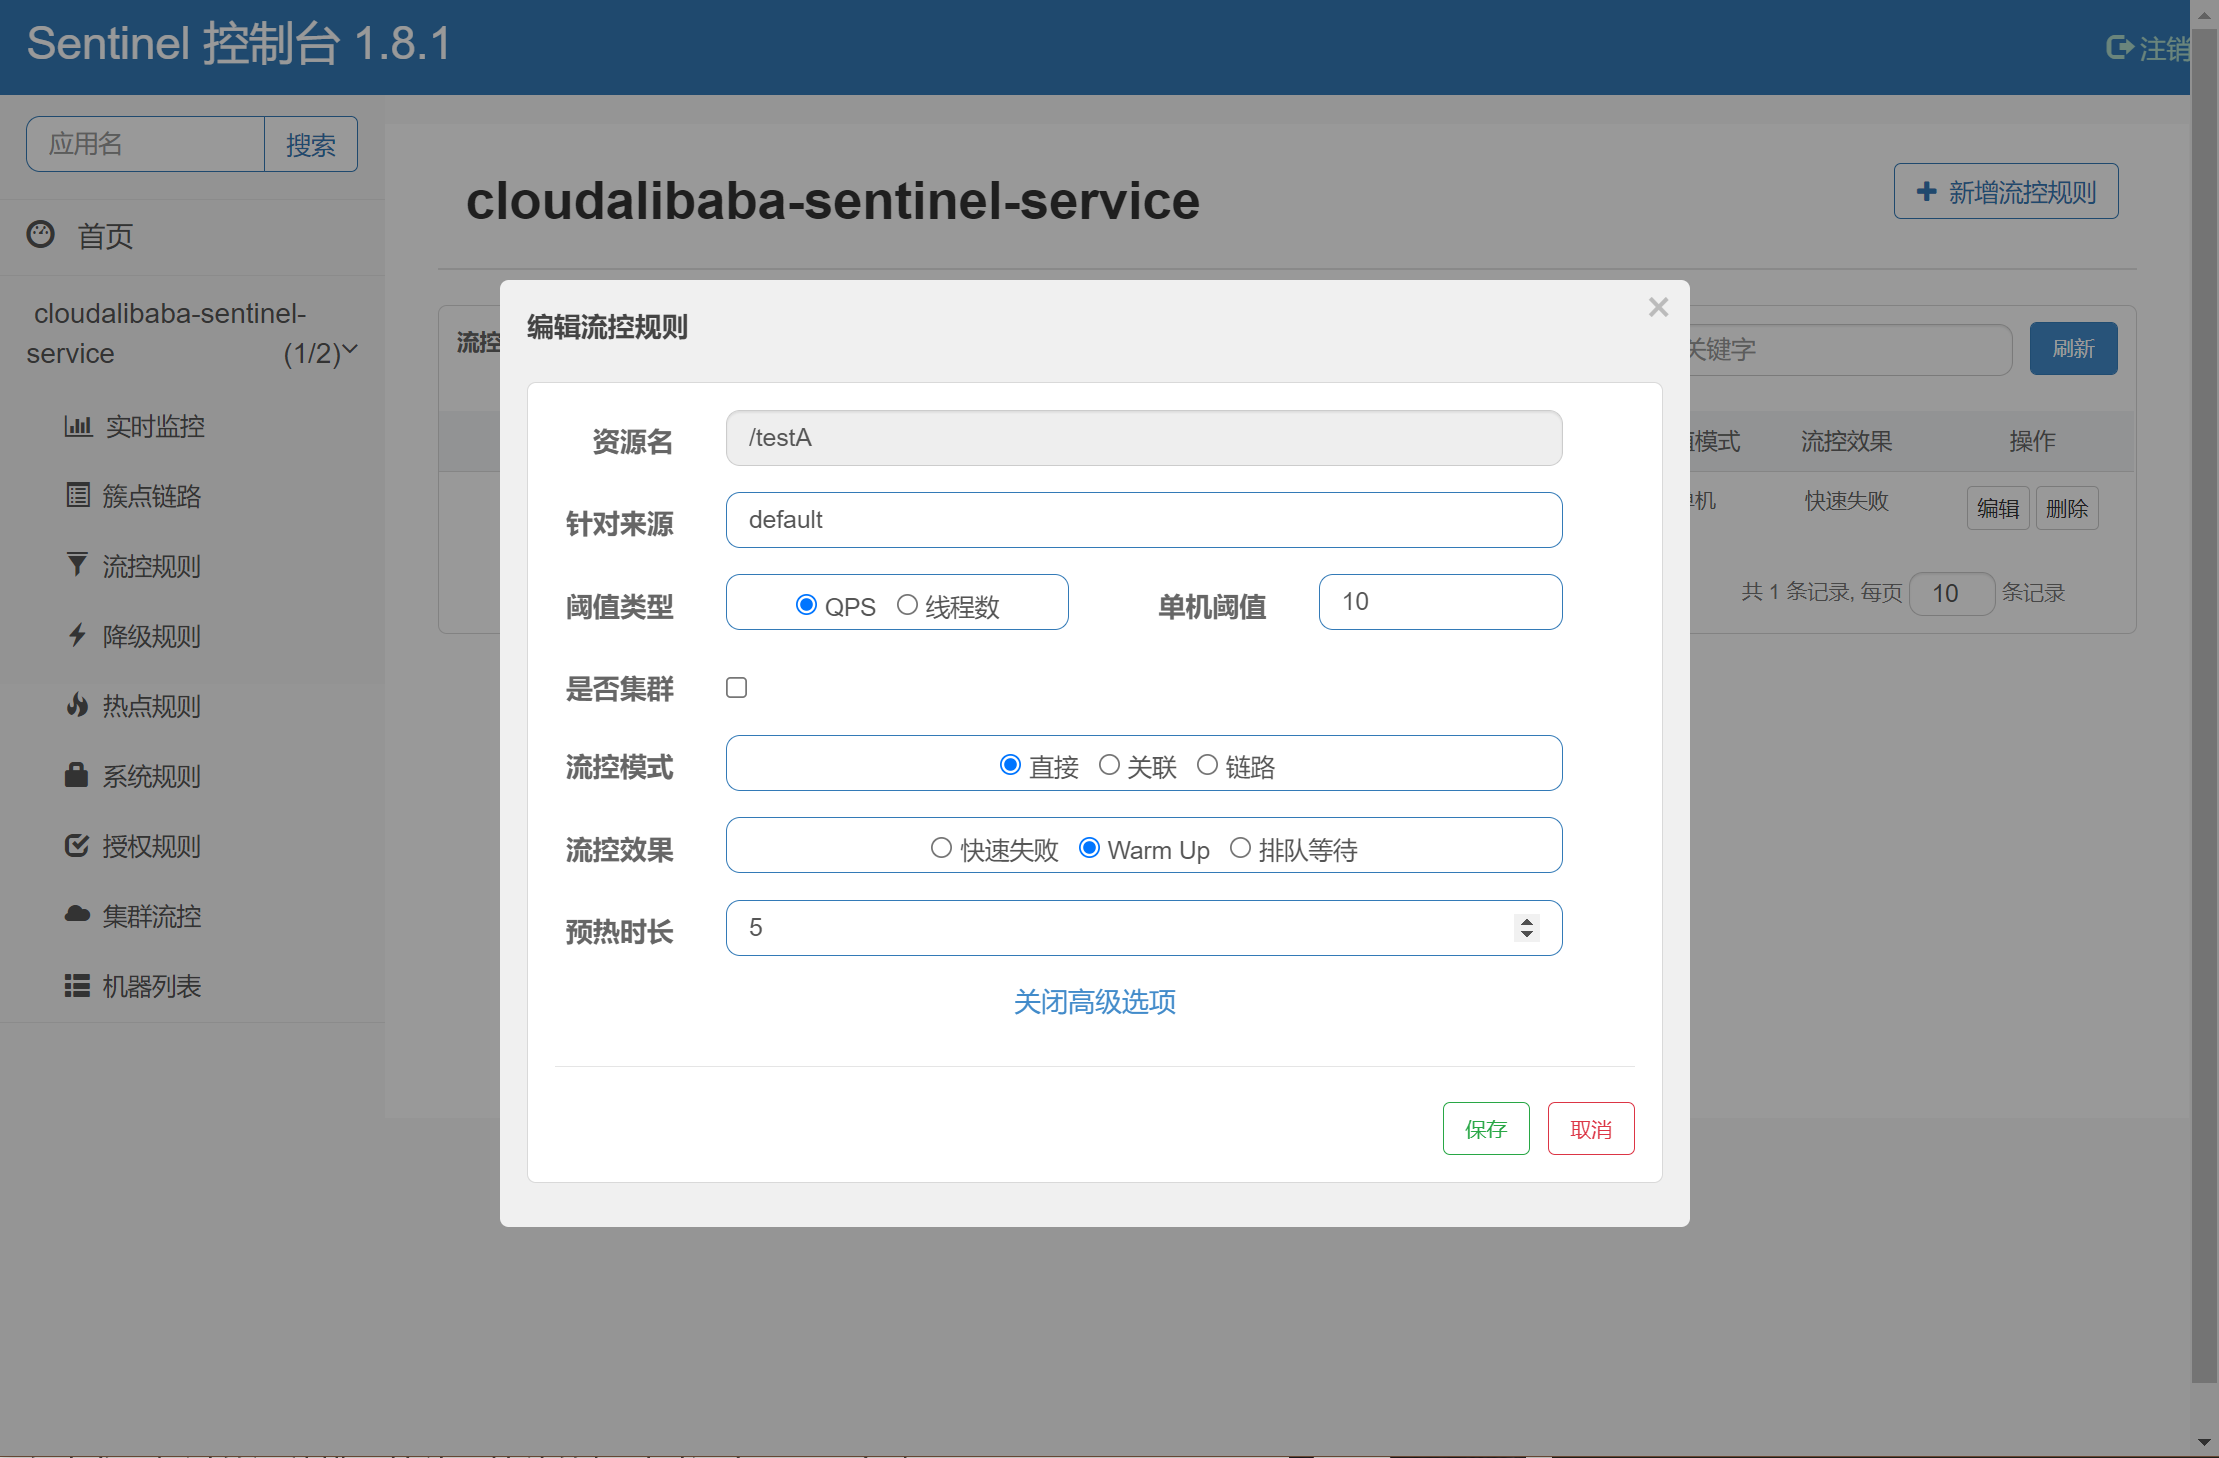 Sentinel 控制台 1.8.1
注销
应用名
搜索
首页
cloudalibaba-sentinel-
service
(1/2)
实时监控
簇点链路
流控规则
降级规则
热点规则
系统规则
授权规则
集群流控
机器列表
cloudalibaba-sentinel-service
新增流控规则
流控
关键字
刷新
值模式
流控效果
操作
单机
快速失败
编辑
删除
共 1 条记录, 每页
10
条记录
编辑流控规则
×
资源名
/testA
针对来源
default
阈值类型
QPS
线程数
单机阈值
10
是否集群
流控模式
直接
关联
链路
流控效果
快速失败
Warm Up
排队等待
预热时长
5
关闭高级选项
保存
取消